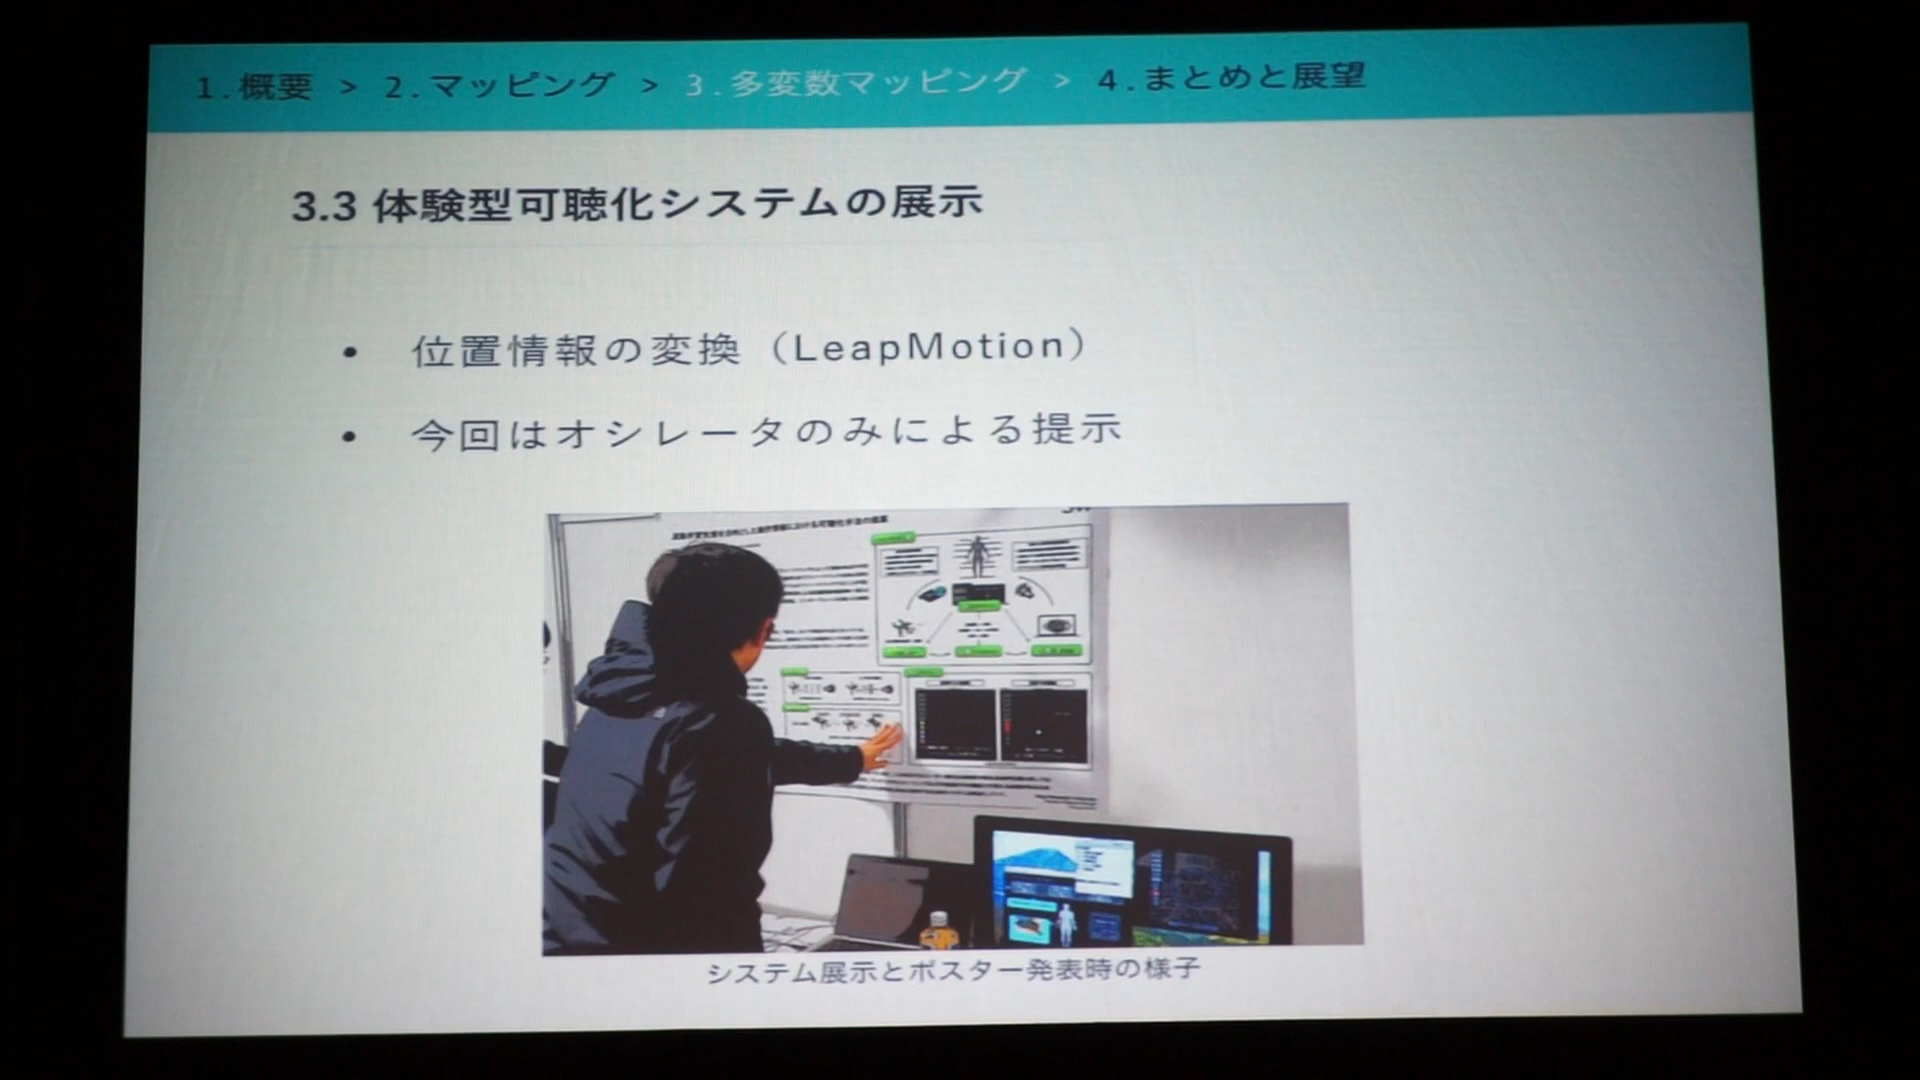 1.概要 > 2.マッピング > 3.多変数マッピング > 4.まとめと展望
3.3 体験型可聴化システムの展示
• 位置情報の変換（LeapMotion）
• 今回はオシレータのみによる提示
システム展示とポスター発表時の様子